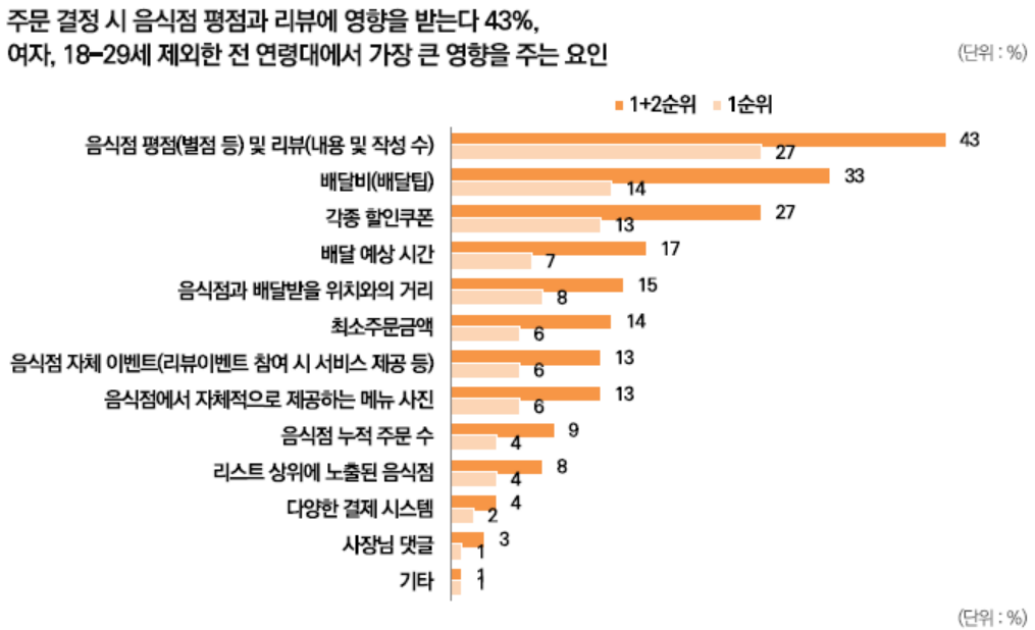 주문 결정 시 음식점 평점과 리뷰에 영향을 받는다 43%,
여자, 18-29세 제외한 전 연령대에서 가장 큰 영향을 주는 요인
(단위 : %)
1+2순위 1순위
음식점 평점(별점 등) 및 리뷰(내용 및 작성 수) 43
27
배달비(배달팁) 33
14
각종 할인쿠폰 27
13
배달 예상 시간 17
7
음식점과 배달받을 위치와의 거리 15
8
최소주문금액 14
6
음식점 자체 이벤트(리뷰이벤트 참여 시 서비스 제공 등) 13
6
음식점에서 자체적으로 제공하는 메뉴 사진 13
6
음식점 누적 주문 수 9
4
리스트 상위에 노출된 음식점 8
4
다양한 결제 시스템 4
2
사장님 댓글 3
1
기타 1
1
(단위 : %)